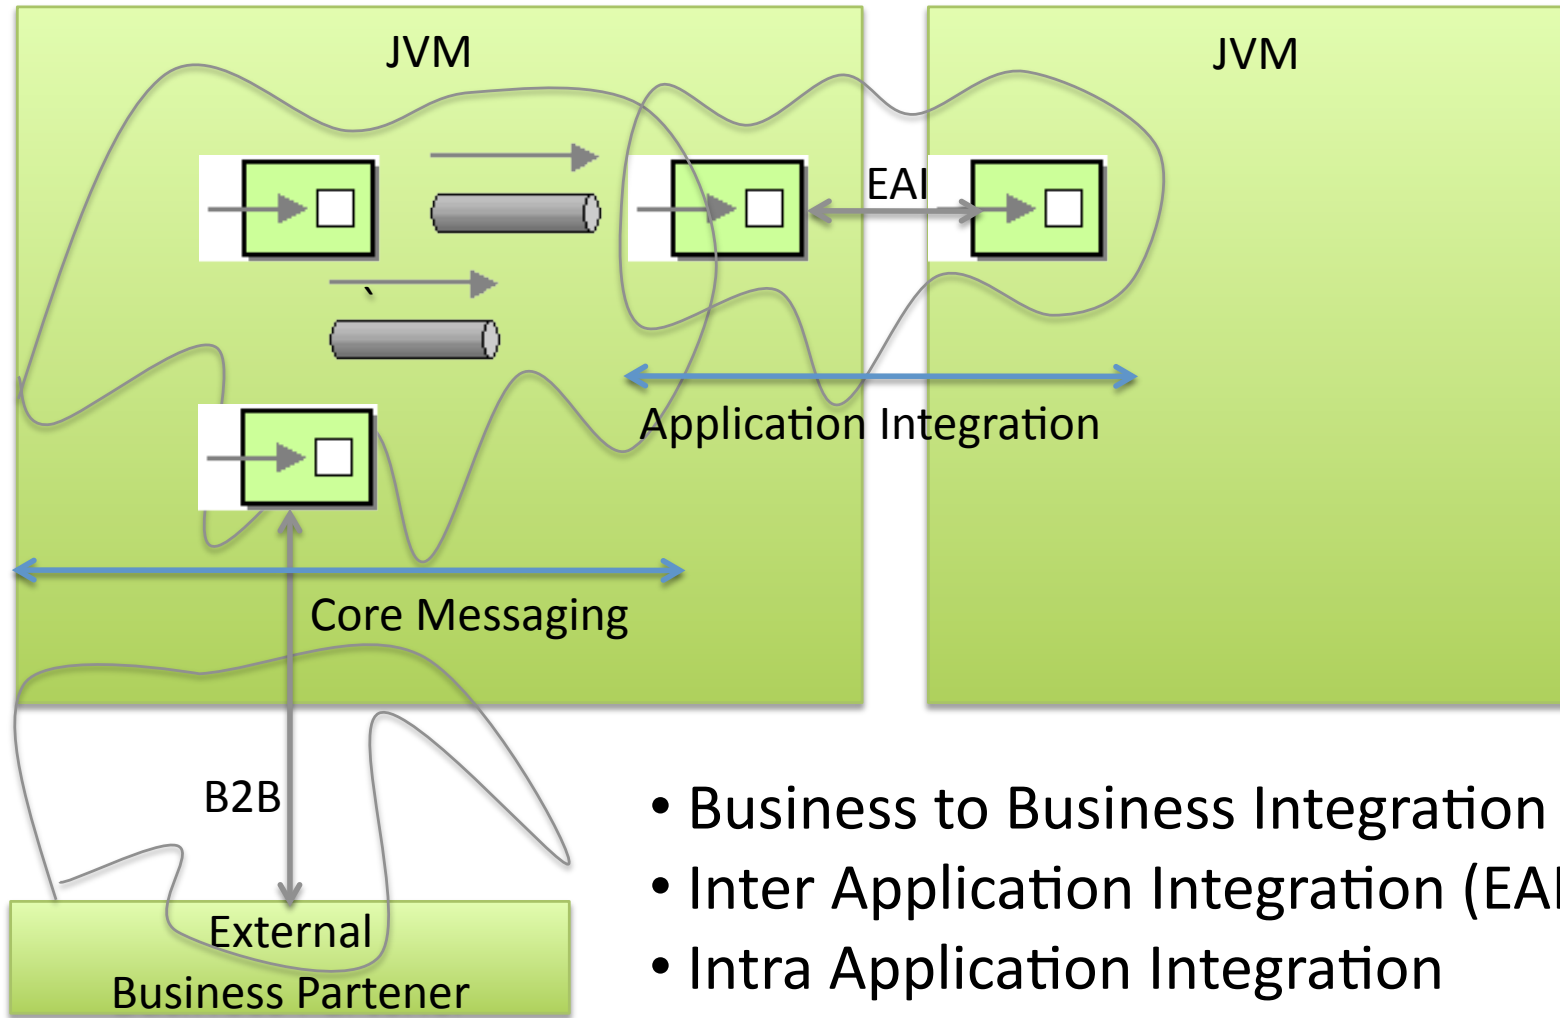 JVM
JVM
EAI
`
Application Integration
Core Messaging
B2B
• Business to Business Integration
• Inter Application Integration (EAI
• Intra Application Integration
External
Business Partener